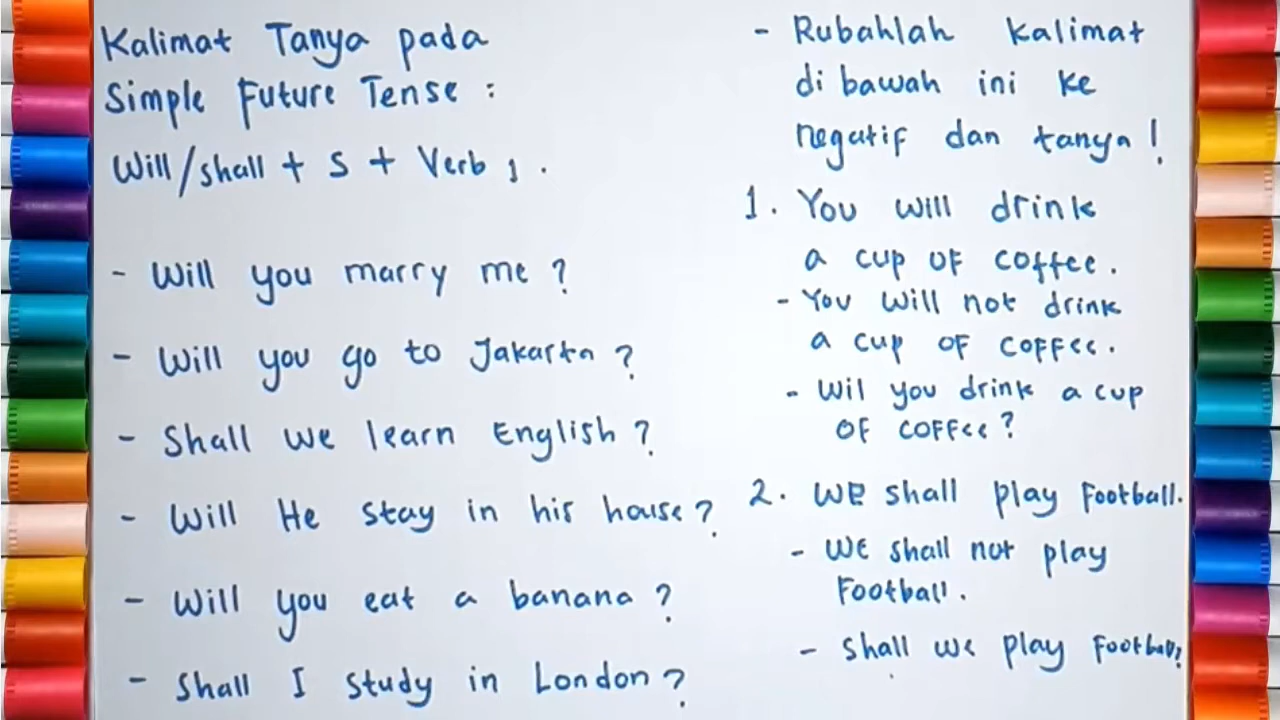 Kalimat Tanya pada
Simple Future Tense :
Will/shall + S + Verb 1.
- Will you marry me ?
- Will you go to Jakarta ?
- Shall we learn English ?
- Will He stay in his house ?
- Will you eat a banana ?
- Shall I study in London ?
- Rubahlah kalimat
di bawah ini ke
negatif dan tanya !
1. You will drink
a cup of coffee.
- You will not drink
a cup of coffee.
- Wil you drink a cup
of coffee ?
2. We shall play Football.
- We shall not play
Football.
- Shall we play Football?